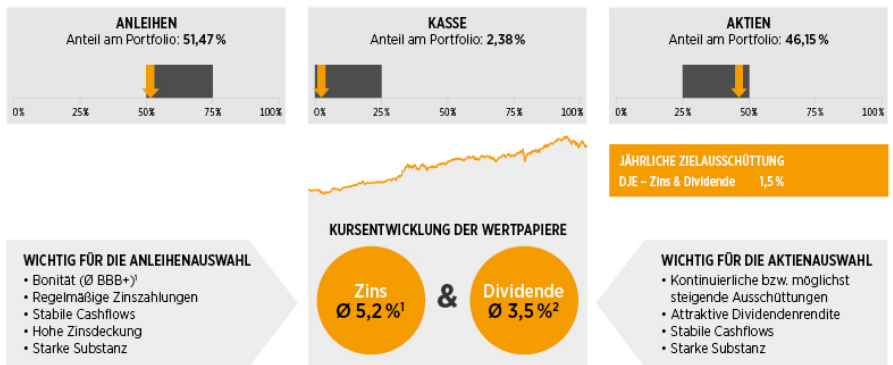 ANLEIHEN
Anteil am Portfolio: 51,47 %
0% 25% 50% 75% 100%
KASSE
Anteil am Portfolio: 2,38 %
0% 25% 50% 75% 100%
AKTIEN
Anteil am Portfolio: 46,15 %
0% 25% 50% 75% 100%
JÄHRLICHE ZIELAUSSCHÜTTUNG
DJE – Zins & Dividende 1,5 %
KURSENTWICKLUNG DER WERTPAPIERE
WICHTIG FÜR DIE ANLEIHENAUSWAHL
• Bonität (Ø BBB+)¹
• Regelmäßige Zinszahlungen
• Stabile Cashflows
• Hohe Zinsdeckung
• Starke Substanz
Zins
Ø 5,2 %¹
&
Dividende
Ø 3,5 %²
WICHTIG FÜR DIE AKTIENAUSWAHL
• Kontinuierliche bzw. möglichst
steigende Ausschüttungen
• Attraktive Dividendenrendite
• Stabile Cashflows
• Starke Substanz